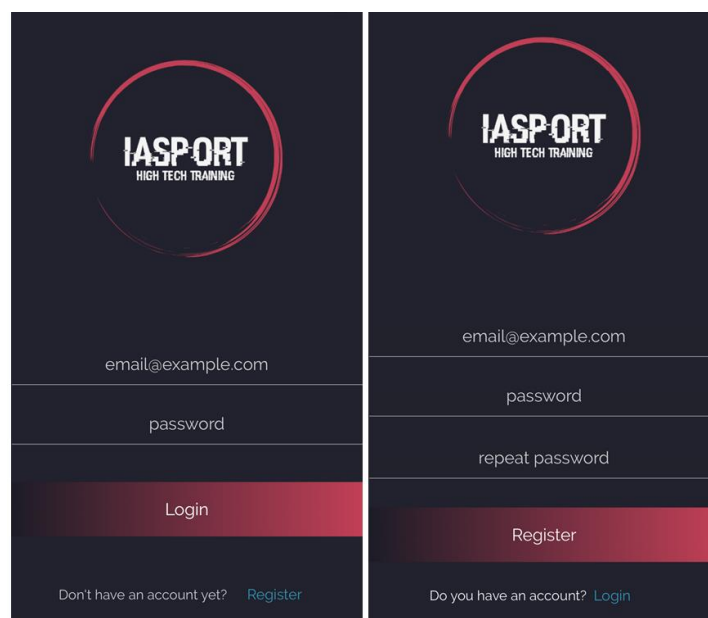 IASPORT
HIGH TECH TRAINING
email@example.com
password
Login
Don't have an account yet? Register
IASPORT
HIGH TECH TRAINING
email@example.com
password
repeat password
Register
Do you have an account? Login